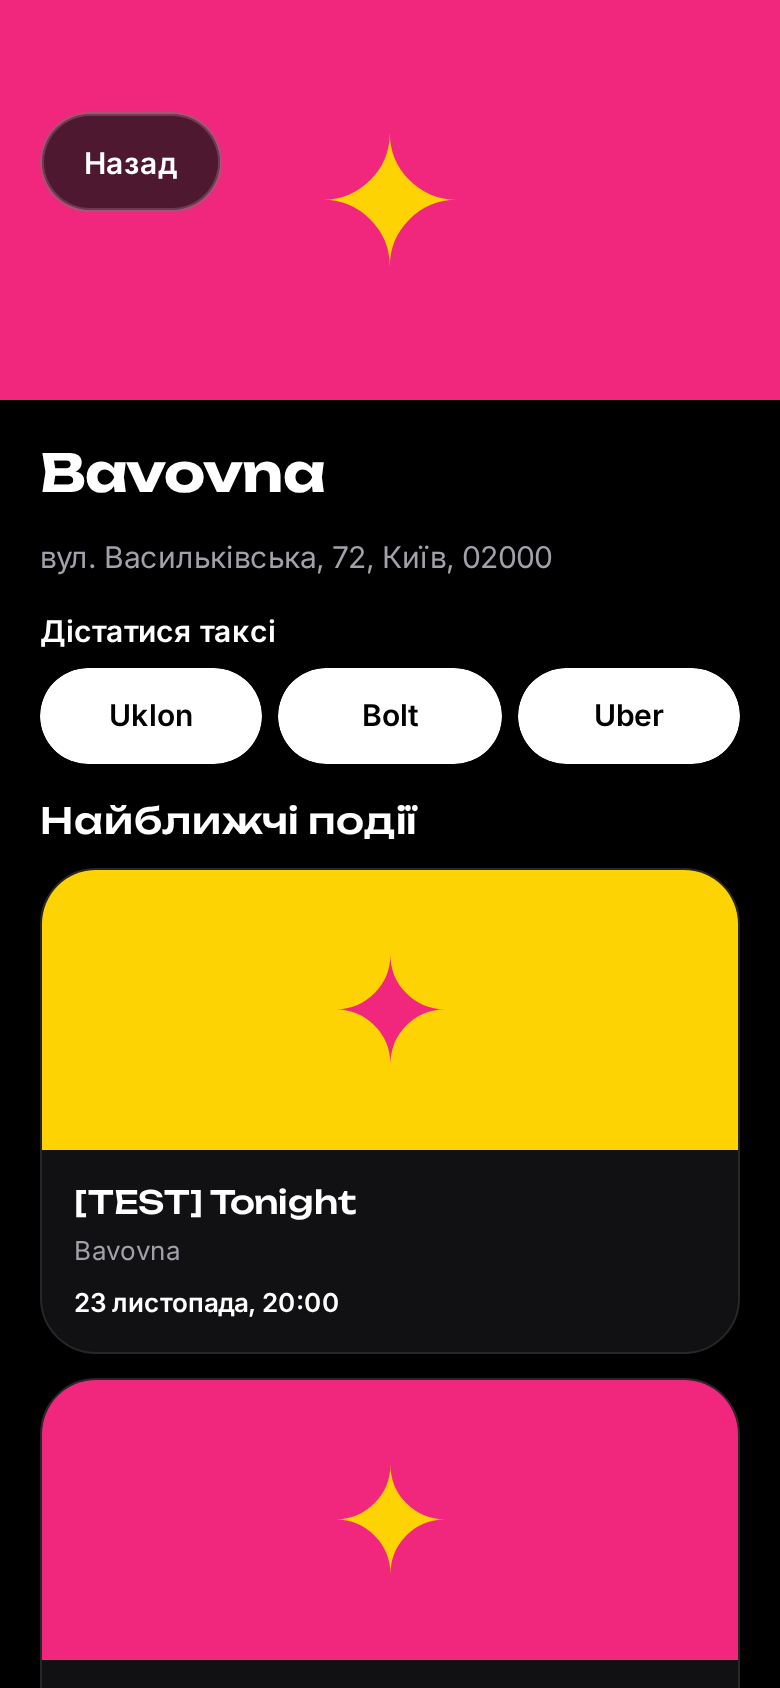 Назад
Bavovna
вул. Васильківська, 72, Київ, 02000
Дістатися таксі
Uklon
Bolt
Uber
Найближчі події
[TEST] Tonight
Bavovna
23 листопада, 20:00